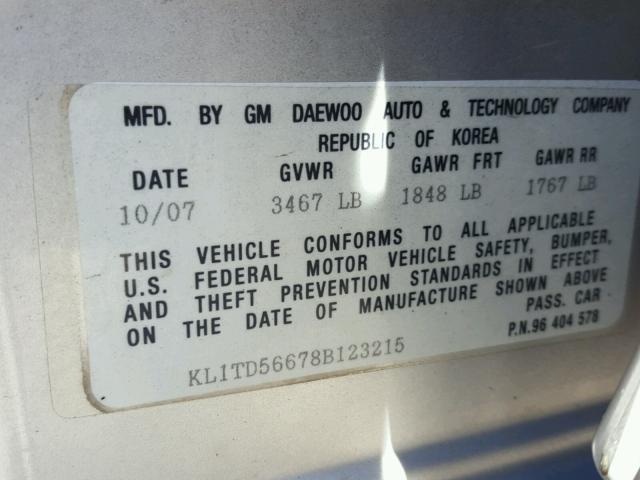 MFD. BY GM DAEWOO AUTO & TECHNOLOGY COMPANY
REPUBLIC OF KOREA
DATE GVWR GAWR FRT GAWR RR
10/07 3467 LB 1848 LB 1767 LB
THIS VEHICLE CONFORMS TO ALL APPLICABLE
U.S. FEDERAL MOTOR VEHICLE SAFETY, BUMPER,
AND THEFT PREVENTION STANDARDS IN EFFECT
ON THE DATE OF MANUFACTURE SHOWN ABOVE
PASS. CAR
P.N.96 404 578
KL1TD56678B123215